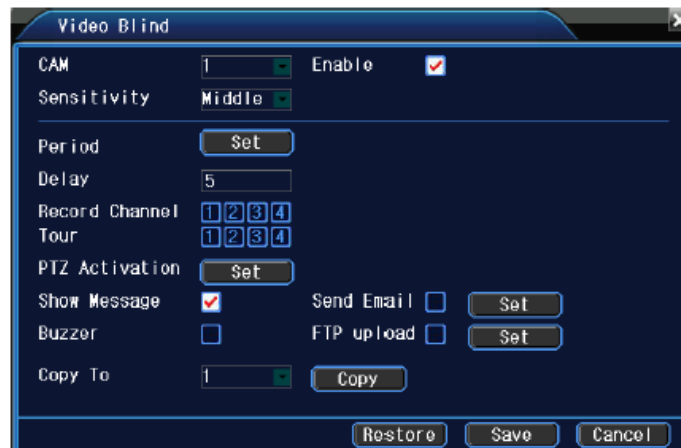 Video Blind
CAM 1 Enable
Sensitivity Middle
Period Set
Delay 5
Record Channel 1 2 3 4
Tour 1 2 3 4
PTZ Activation Set
Show Message Send Email Set
Buzzer FTP upload Set
Copy To 1 Copy
Restore Save Cancel